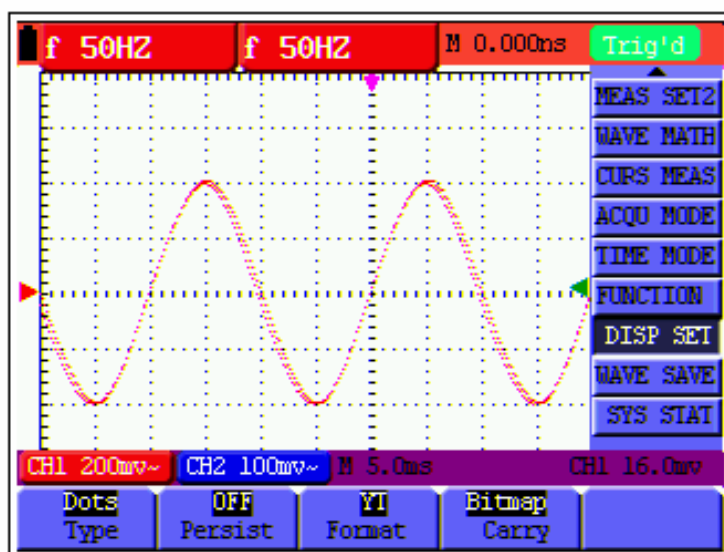 f 50HZ f 50HZ M 0.000ns Trig'd
MEAS SET2
WAVE MATH
CURS MEAS
ACQU MODE
TIME MODE
FUNCTION
DISP SET
WAVE SAVE
SYS STAT
CH1 200mv~ CH2 100mv~ M 5.0ms CH1 16.0mv
Dots OFF YT Bitmap
Type Persist Format Carry